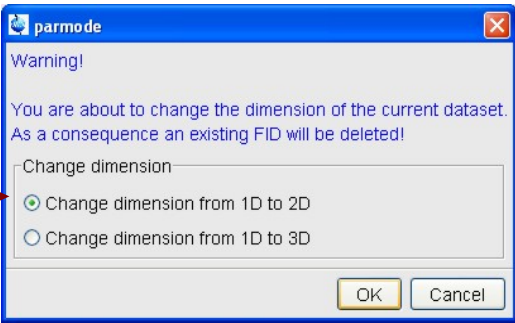 parmode
Warning!
You are about to change the dimension of the current dataset.
As a consequence an existing FID will be deleted!
Change dimension
Change dimension from 1D to 2D
Change dimension from 1D to 3D
OK Cancel